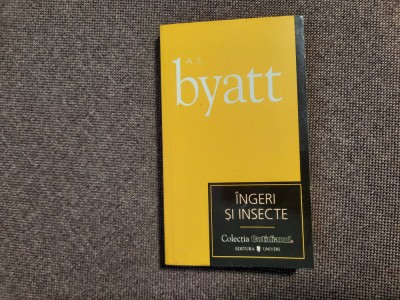 A. S.
byatt
ÎNGERI
ȘI INSECTE
Colecția Cotidianul.
EDITURA UNIVERS